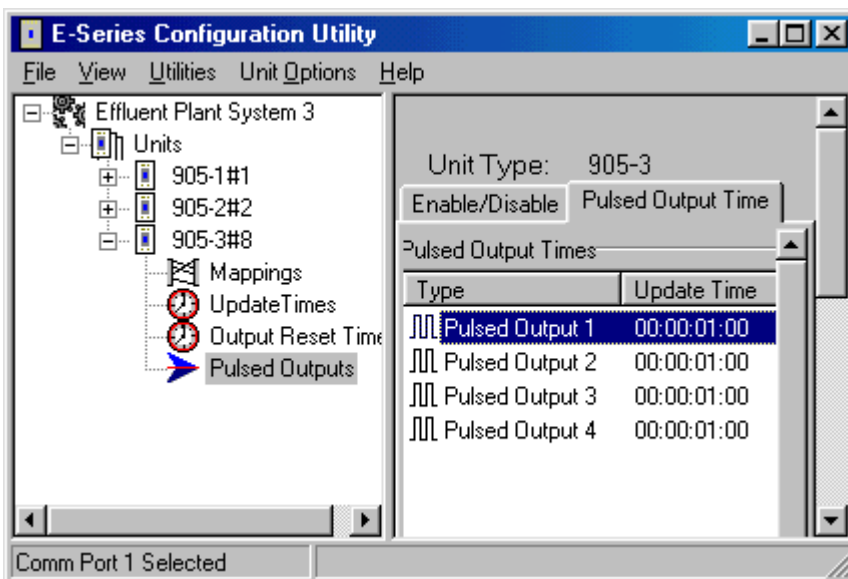 E-Series Configuration Utility
File View Utilities Unit Options Help
Effluent Plant System 3
Units
905-1#1
905-2#2
905-3#8
Mappings
UpdateTimes
Output Reset Time
Pulsed Outputs
Unit Type: 905-3
Enable/Disable Pulsed Output Time
Pulsed Output Times
Type Update Time
Pulsed Output 1 00:00:01:00
Pulsed Output 2 00:00:01:00
Pulsed Output 3 00:00:01:00
Pulsed Output 4 00:00:01:00
Comm Port 1 Selected